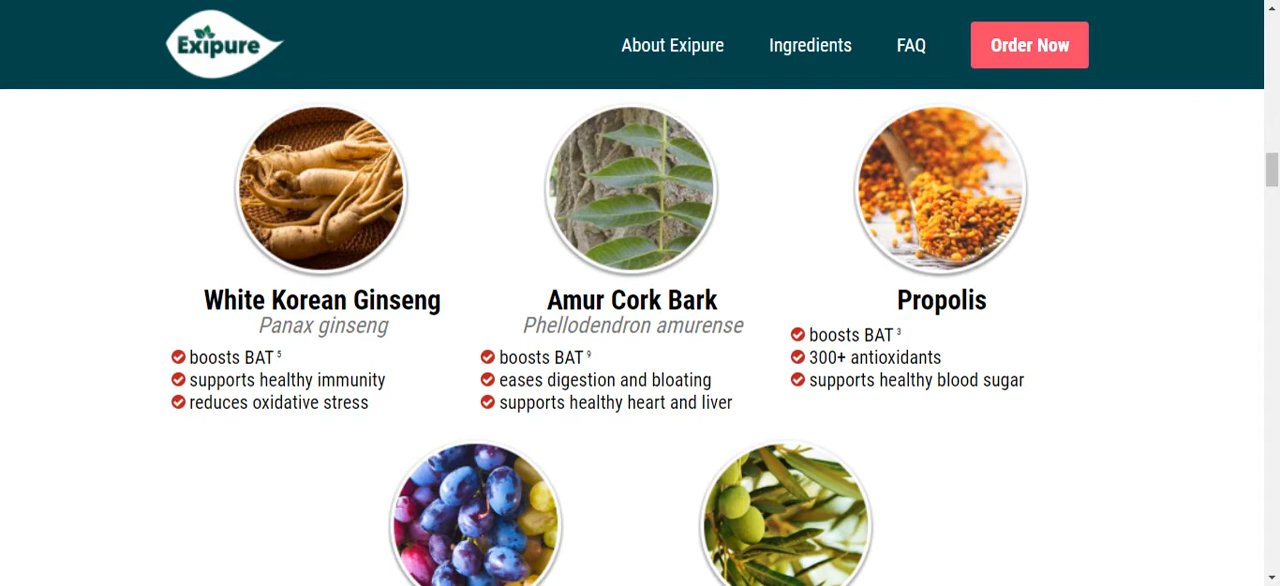 Exipure
About Exipure
Ingredients
FAQ
Order Now
White Korean Ginseng
Panax ginseng
boosts BAT 5
supports healthy immunity
reduces oxidative stress
Amur Cork Bark
Phellodendron amurense
boosts BAT 9
eases digestion and bloating
supports healthy heart and liver
Propolis
boosts BAT 3
300+ antioxidants
supports healthy blood sugar